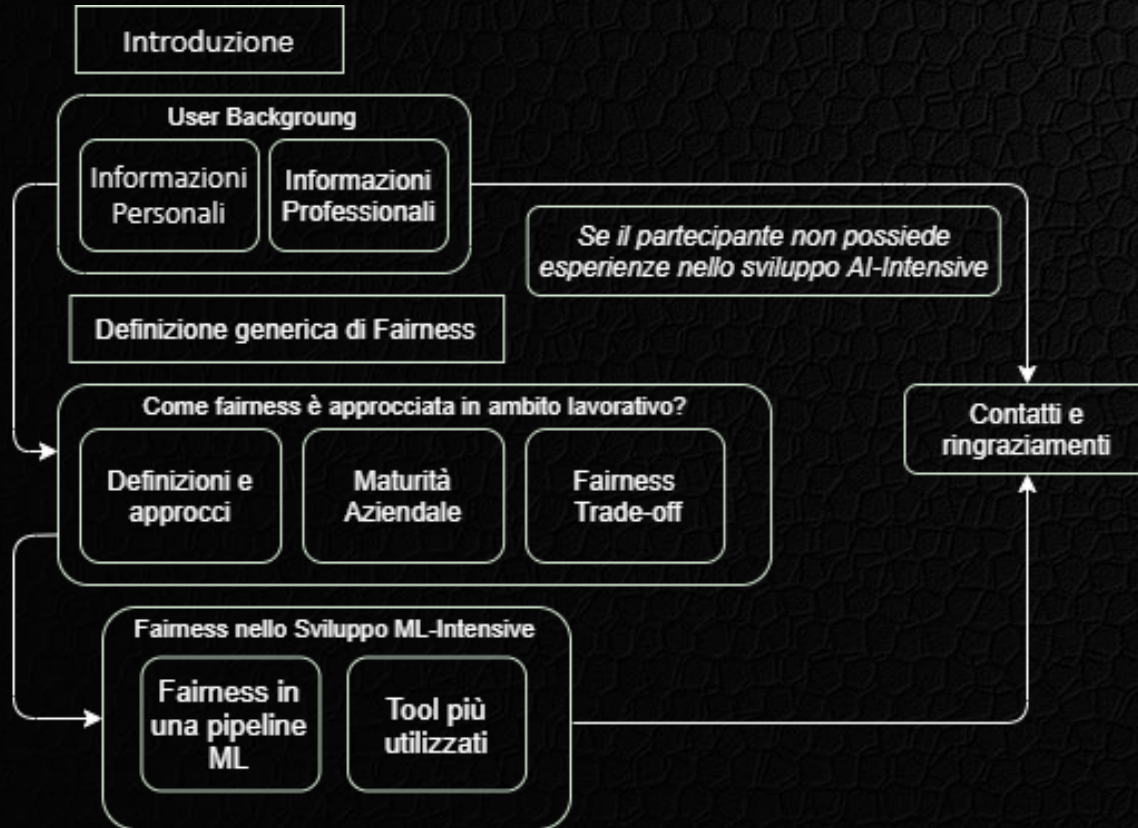 Introduzione
User Backgroung
Informazioni
Personali
Informazioni
Professionali
Se il partecipante non possiede
esperienze nello sviluppo AI-Intensive
Definizione generica di Fairness
Come fairness è approcciata in ambito lavorativo?
Definizioni e
approcci
Maturità
Aziendale
Fairness
Trade-off
Contatti e
ringraziamenti
Fairness nello Sviluppo ML-Intensive
Fairness in
una pipeline
ML
Tool più
utilizzati